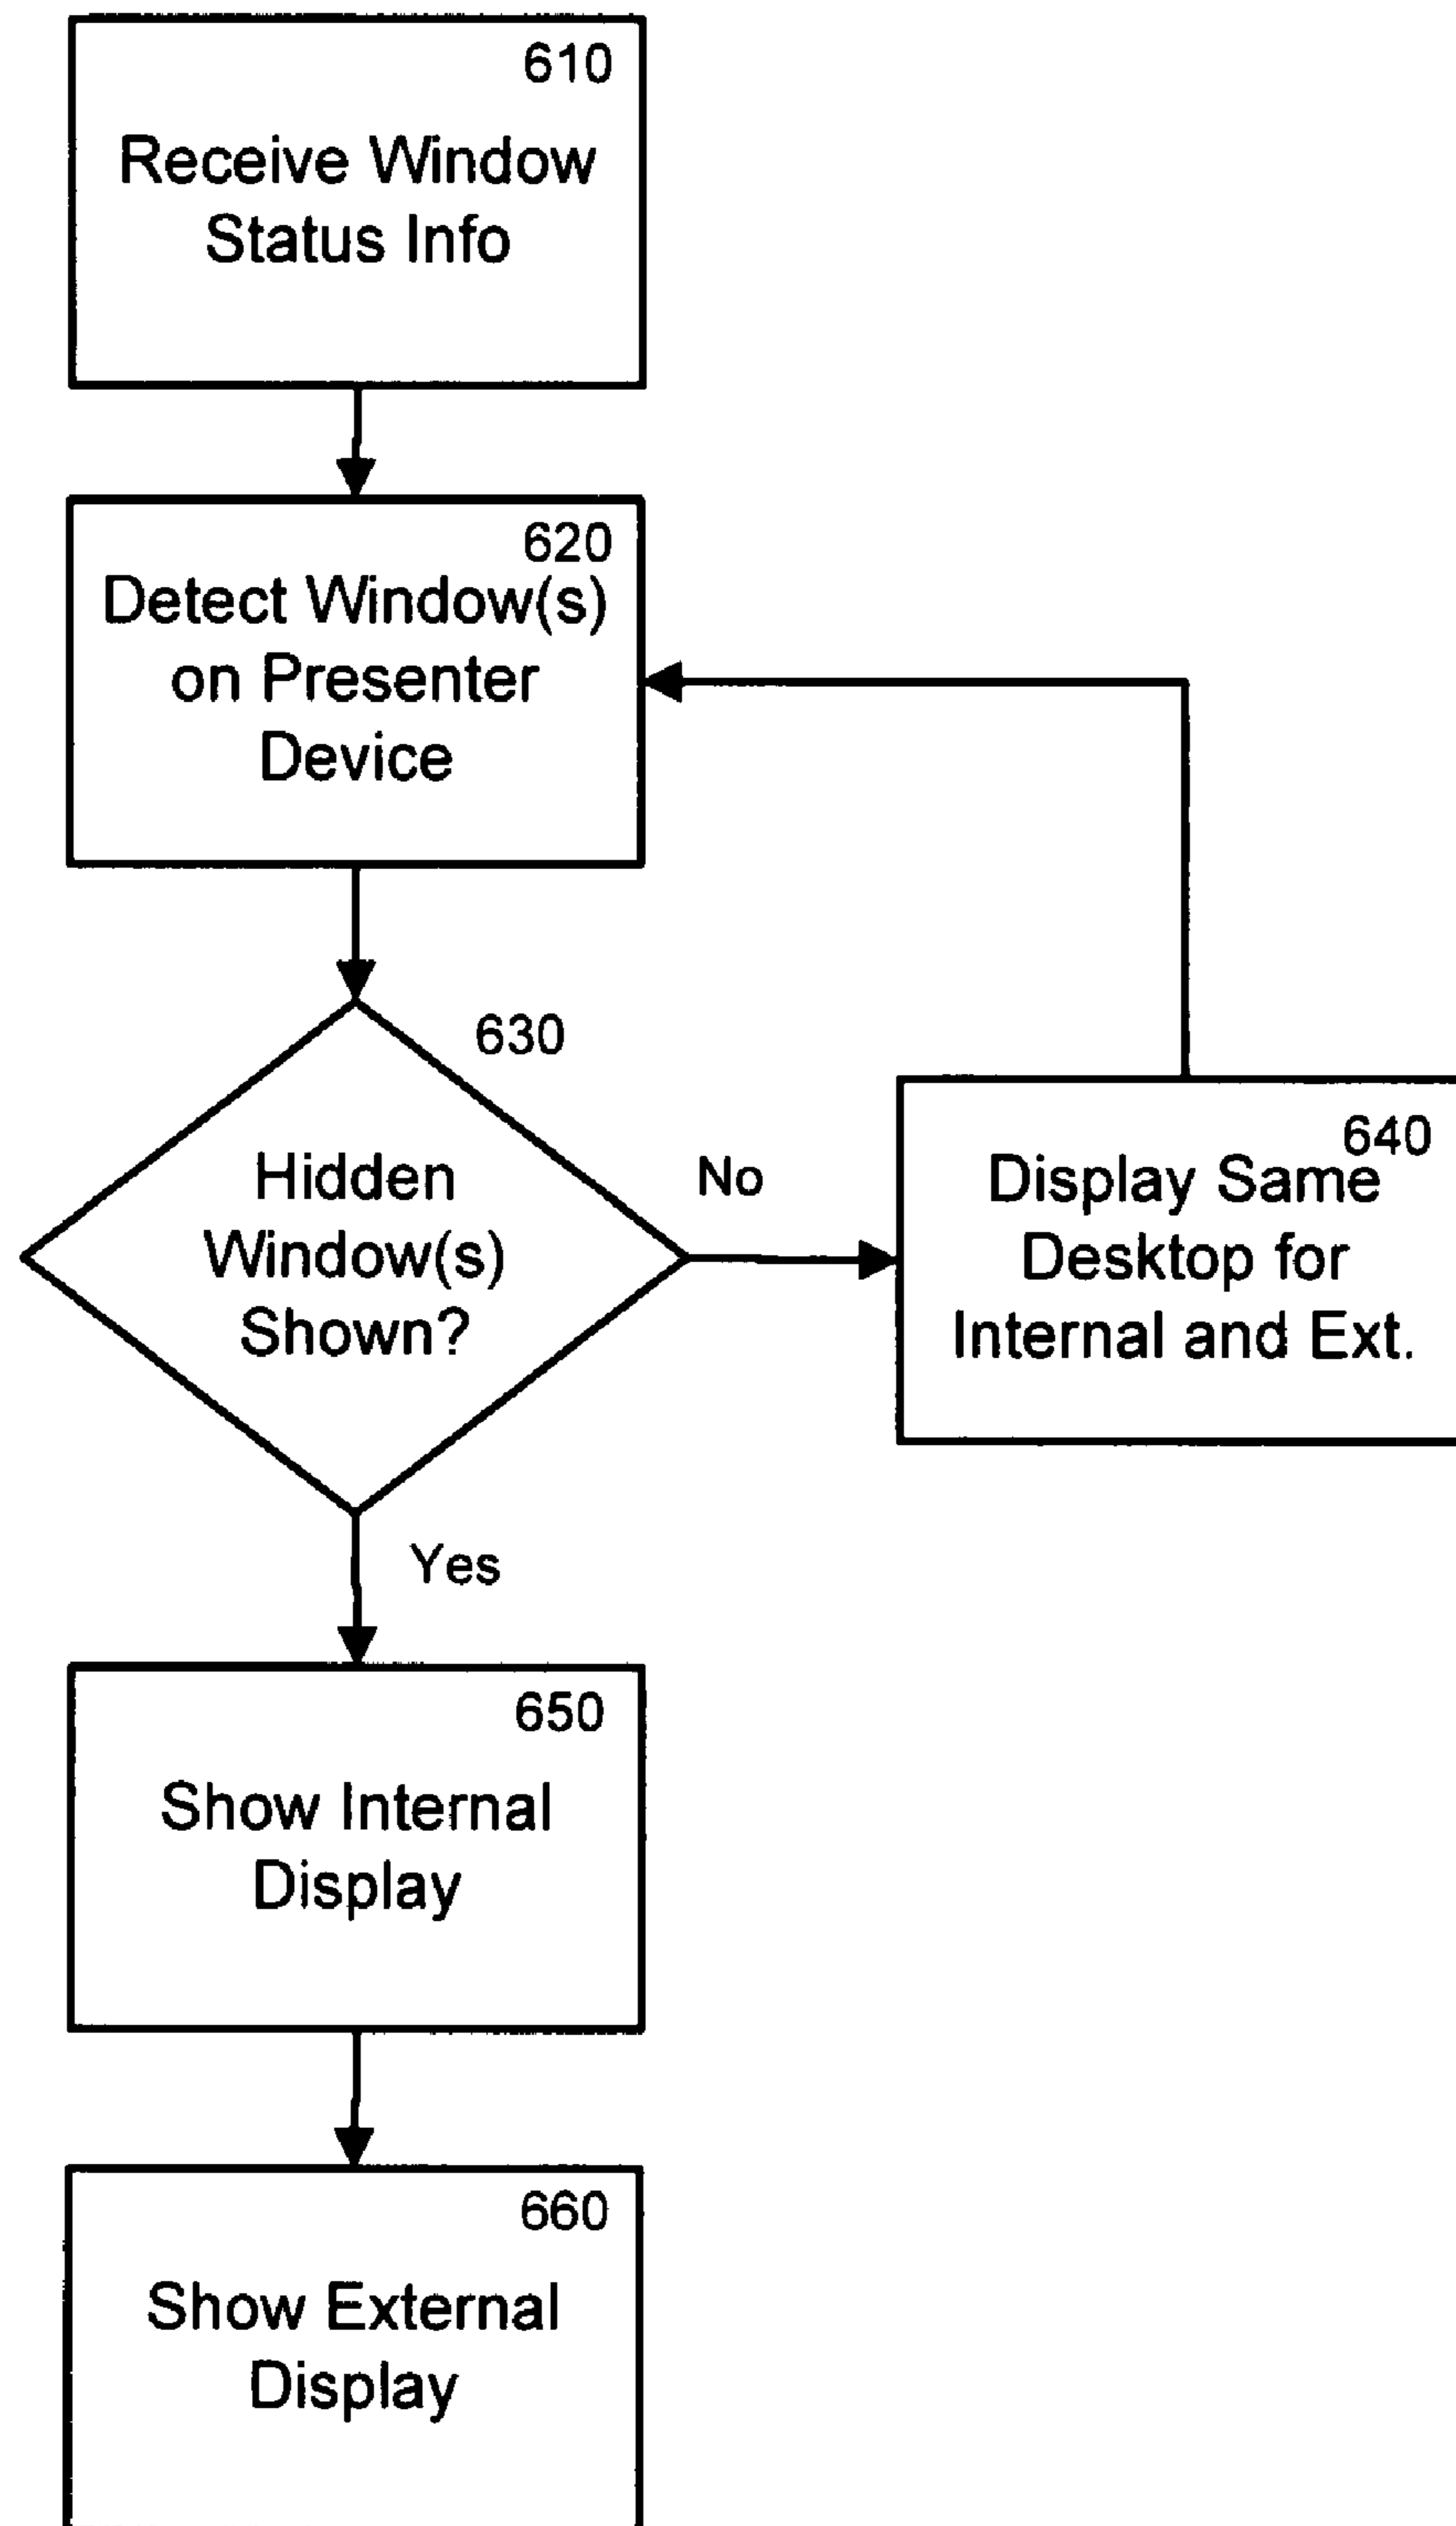 610
Receive Window
Status Info
620
Detect Window(s)
on Presenter
Device
630
Hidden
Window(s)
Shown?
No
640
Display Same
Desktop for
Internal and Ext.
Yes
650
Show Internal
Display
660
Show External
Display